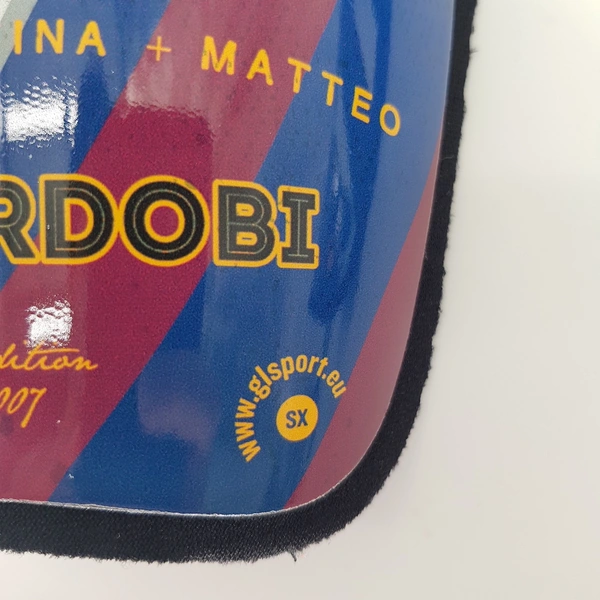 INA + MATTEO
RDOBI
dition
007
www.glsport.eu
SX